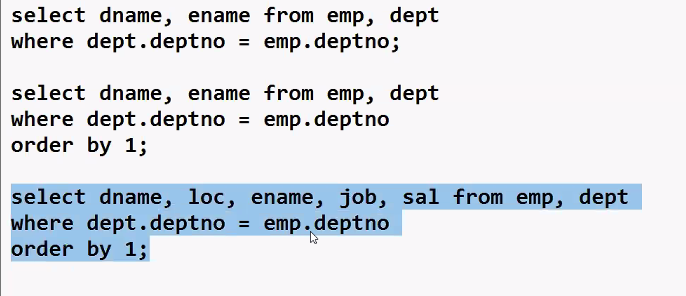 select dname, ename from emp, dept
where dept.deptno = emp.deptno;
select dname, ename from emp, dept
where dept.deptno = emp.deptno
order by 1;
select dname, loc, ename, job, sal from emp, dept
where dept.deptno = emp.deptno
order by 1;